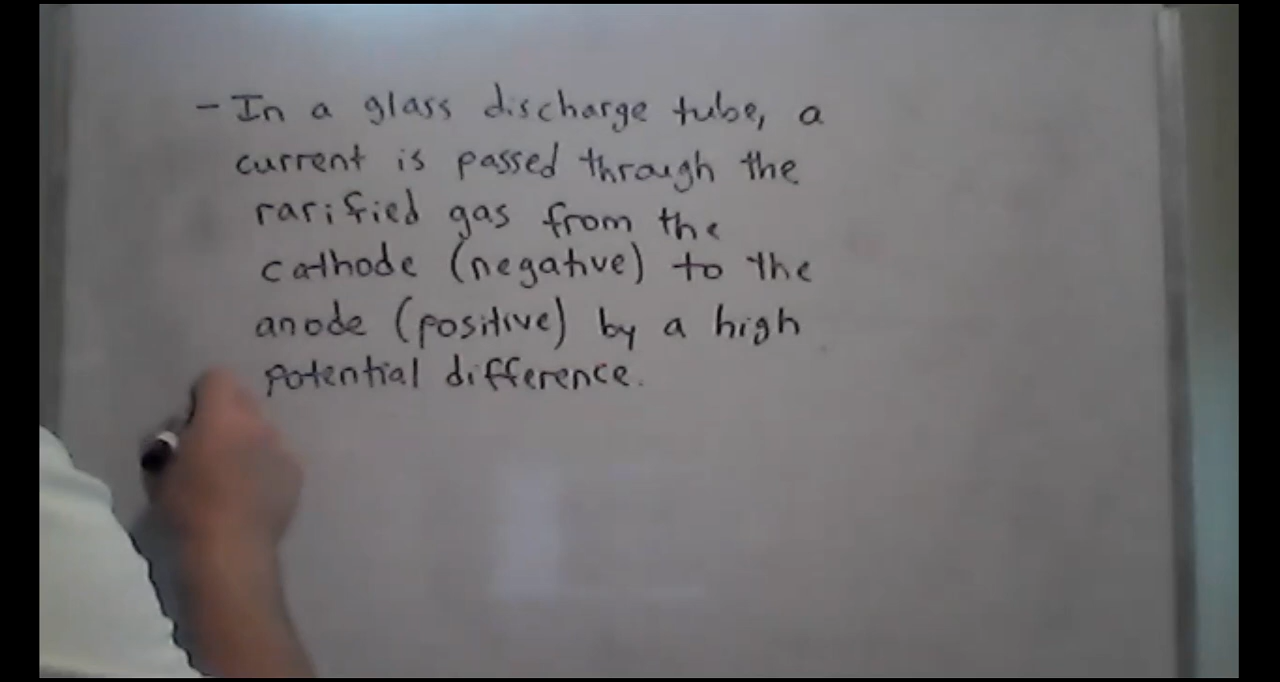 - In a glass discharge tube, a
current is passed through the
rarified gas from the
cathode (negative) to the
anode (positive) by a high
potential difference.